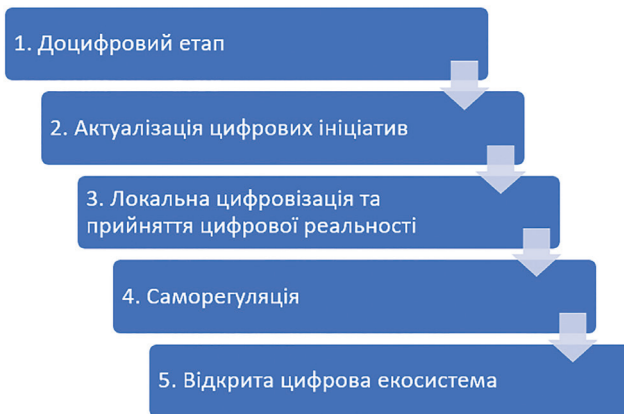 1. Доцифровий етап
2. Актуалізація цифрових ініціатив
3. Локальна цифровізація та
прийняття цифрової реальності
4. Саморегуляція
5. Відкрита цифрова екосистема